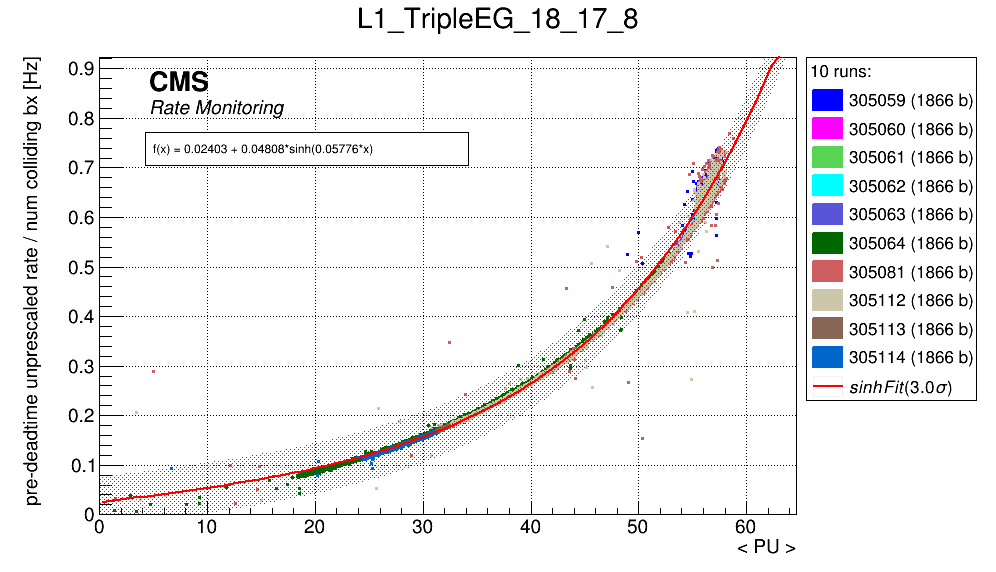 L1_TripleEG_18_17_8
pre-deadtime unprescaled rate / num colliding bx [Hz]
CMS
Rate Monitoring
f(x) = 0.02403 + 0.04808*sinh(0.05776*x)
0.9
0.8
0.7
0.6
0.5
0.4
0.3
0.2
0.1
0
0 10 20 30 40 50 60
< PU >
10 runs:
305059 (1866 b)
305060 (1866 b)
305061 (1866 b)
305062 (1866 b)
305063 (1866 b)
305064 (1866 b)
305081 (1866 b)
305112 (1866 b)
305113 (1866 b)
305114 (1866 b)
sinhFit(3.0σ)